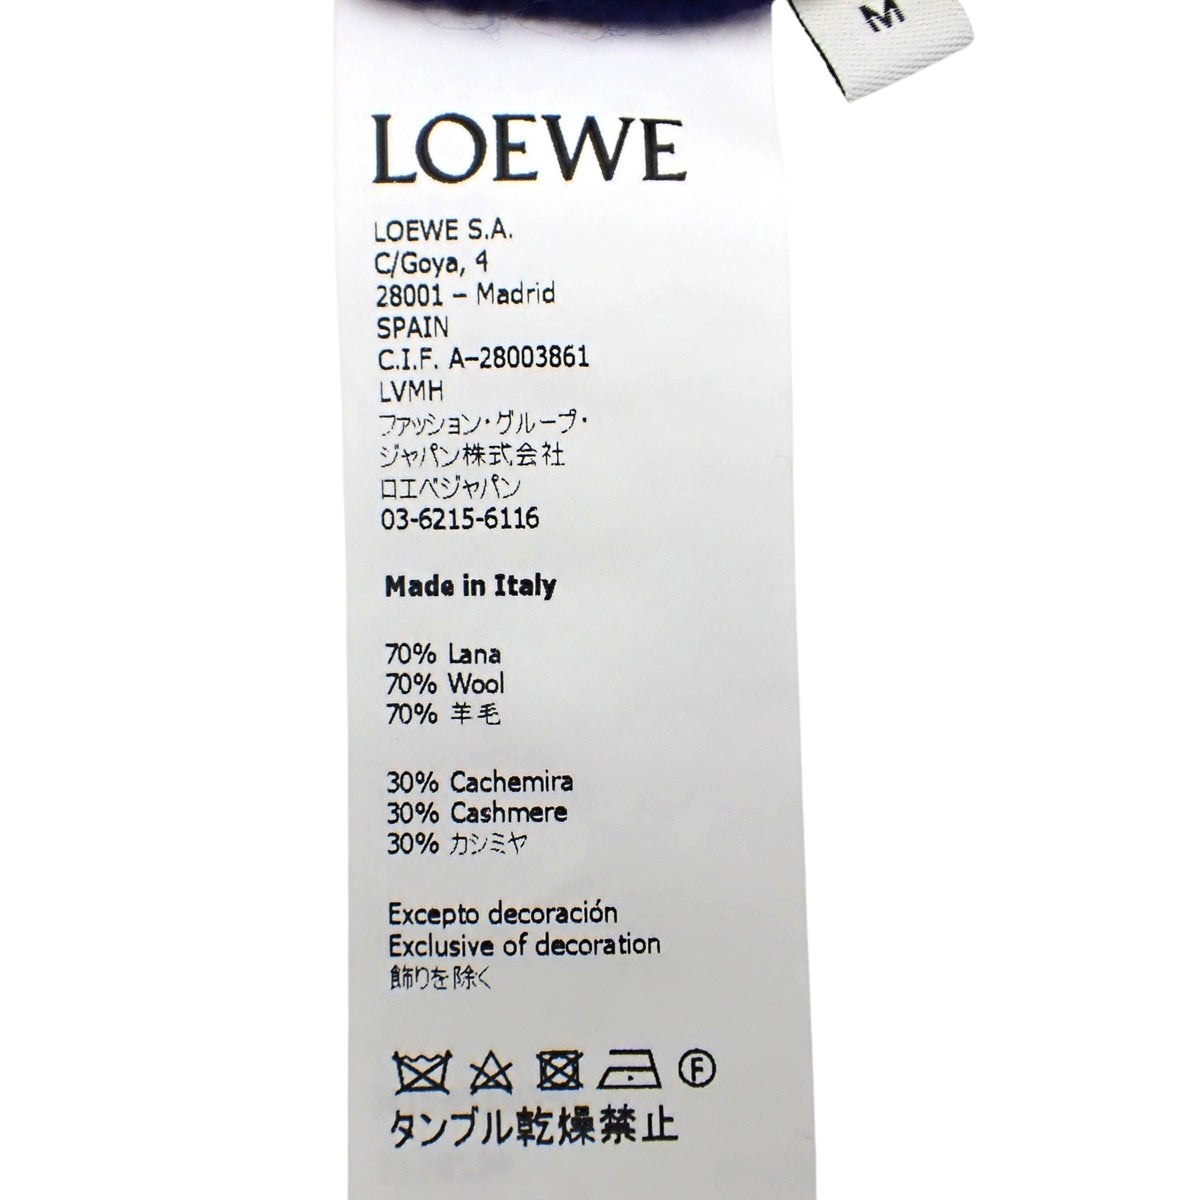 M
LOEWE
LOEWE S.A.
C/Goya, 4
28001 – Madrid
SPAIN
C.I.F. A–28003861
LVMH
ファッション・グループ・
ジャパン株式会社
ロエベジャパン
03-6215-6116
Made in Italy
70% Lana
70% Wool
70% 羊毛
30% Cachemira
30% Cashmere
30% カシミヤ
Excepto decoración
Exclusive of decoration
飾りを除く
F
タンブル乾燥禁止